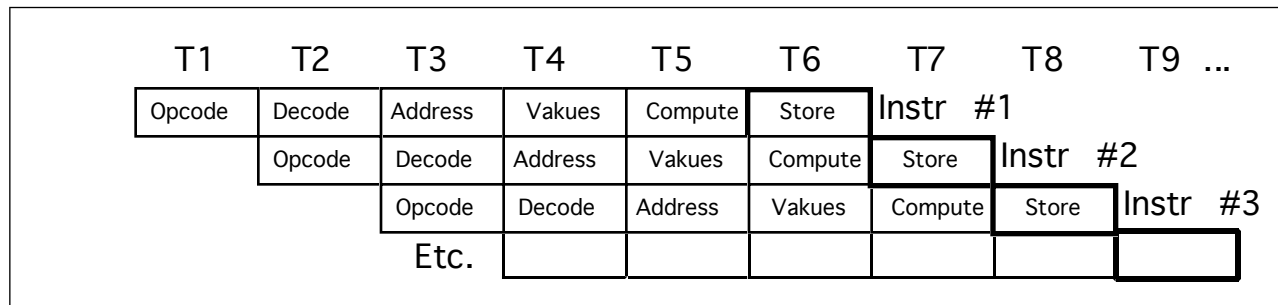 T1 T2 T3 T4 T5 T6 T7 T8 T9 ...
Opcode Decode Address Vakues Compute Store Instr #1
Opcode Decode Address Vakues Compute Store Instr #2
Opcode Decode Address Vakues Compute Store Instr #3
Etc.